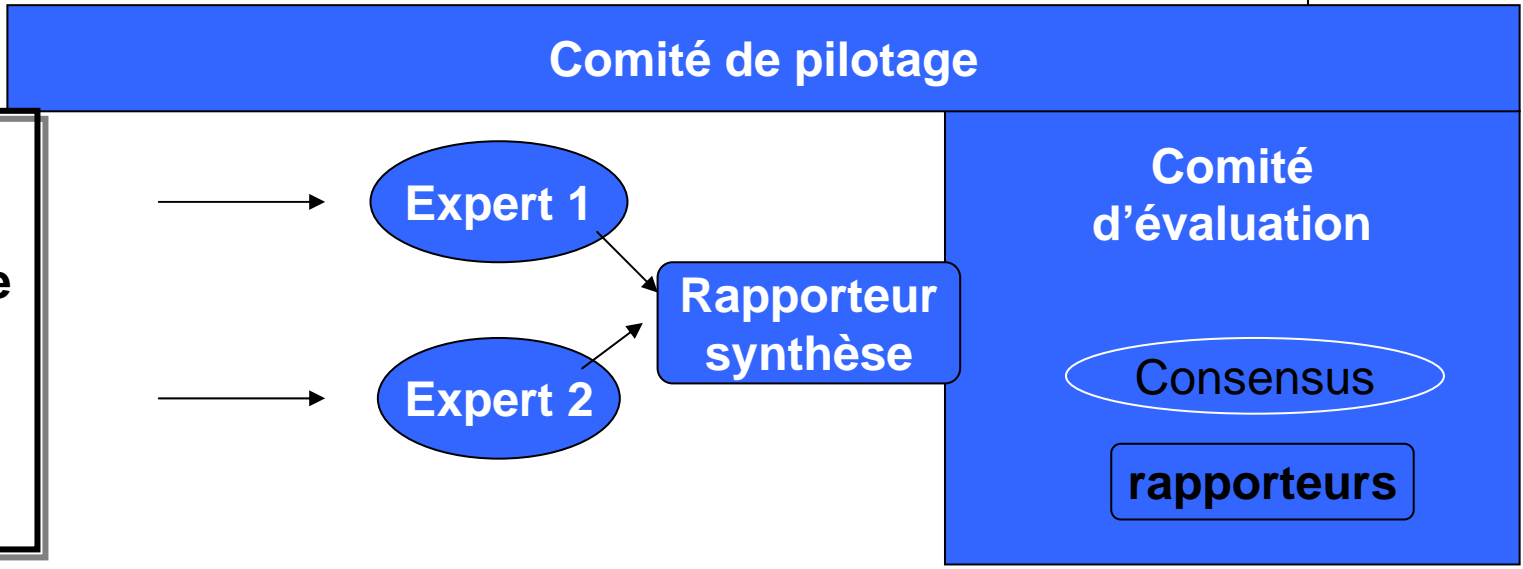 Comité de pilotage
e
Expert 1
Expert 2
Rapporteur
synthèse
Comité
d’évaluation
Consensus
rapporteurs